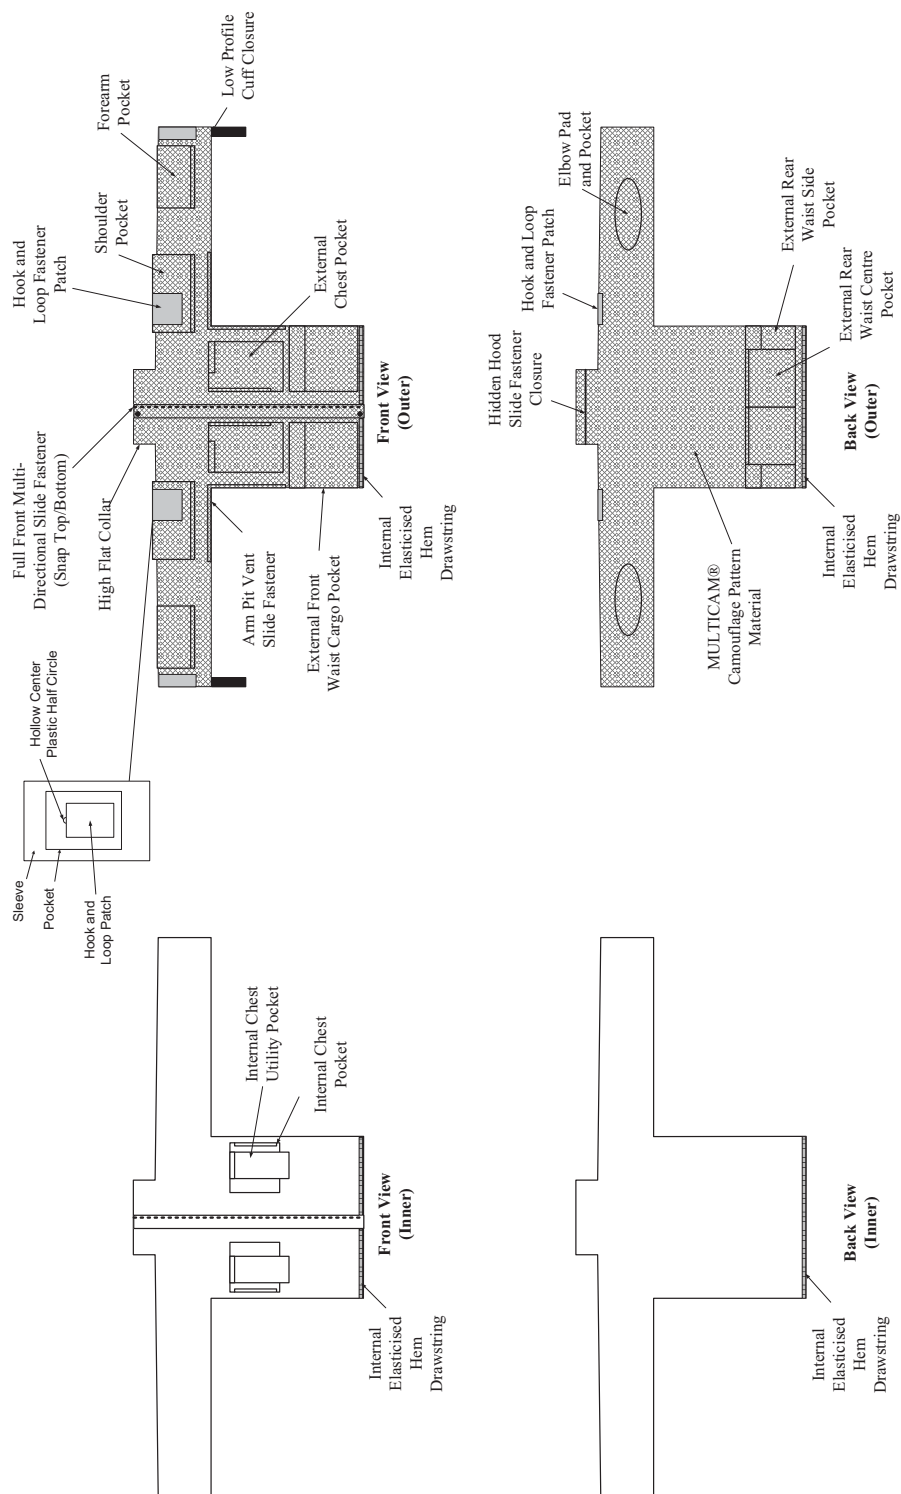 Sleeve
Pocket
Hook and
Loop Patch
Hollow Center
Plastic Half Circle
Full Front Multi-
Directional Slide Fastener
(Snap Top/Bottom)
High Flat Collar
Hook and
Loop Fastener
Patch
Shoulder
Pocket
Forearm
Pocket
Low Profile
Cuff Closure
Arm Pit Vent
Slide Fastener
External Front
Waist Cargo Pocket
External
Chest Pocket
Internal
Elasticised
Hem
Drawstring
Front View
(Outer)
Internal Chest
Utility Pocket
Internal Chest
Pocket
Internal
Elasticised
Hem
Drawstring
Front View
(Inner)
Hidden Hood
Slide Fastener
Closure
Hook and Loop
Fastener Patch
Elbow Pad
and Pocket
MULTICAM®
Camouflage Pattern
Material
External Rear
Waist Side
Pocket
External Rear
Waist Centre
Pocket
Internal
Elasticised
Hem
Drawstring
Back View
(Outer)
Internal
Elasticised
Hem
Drawstring
Back View
(Inner)